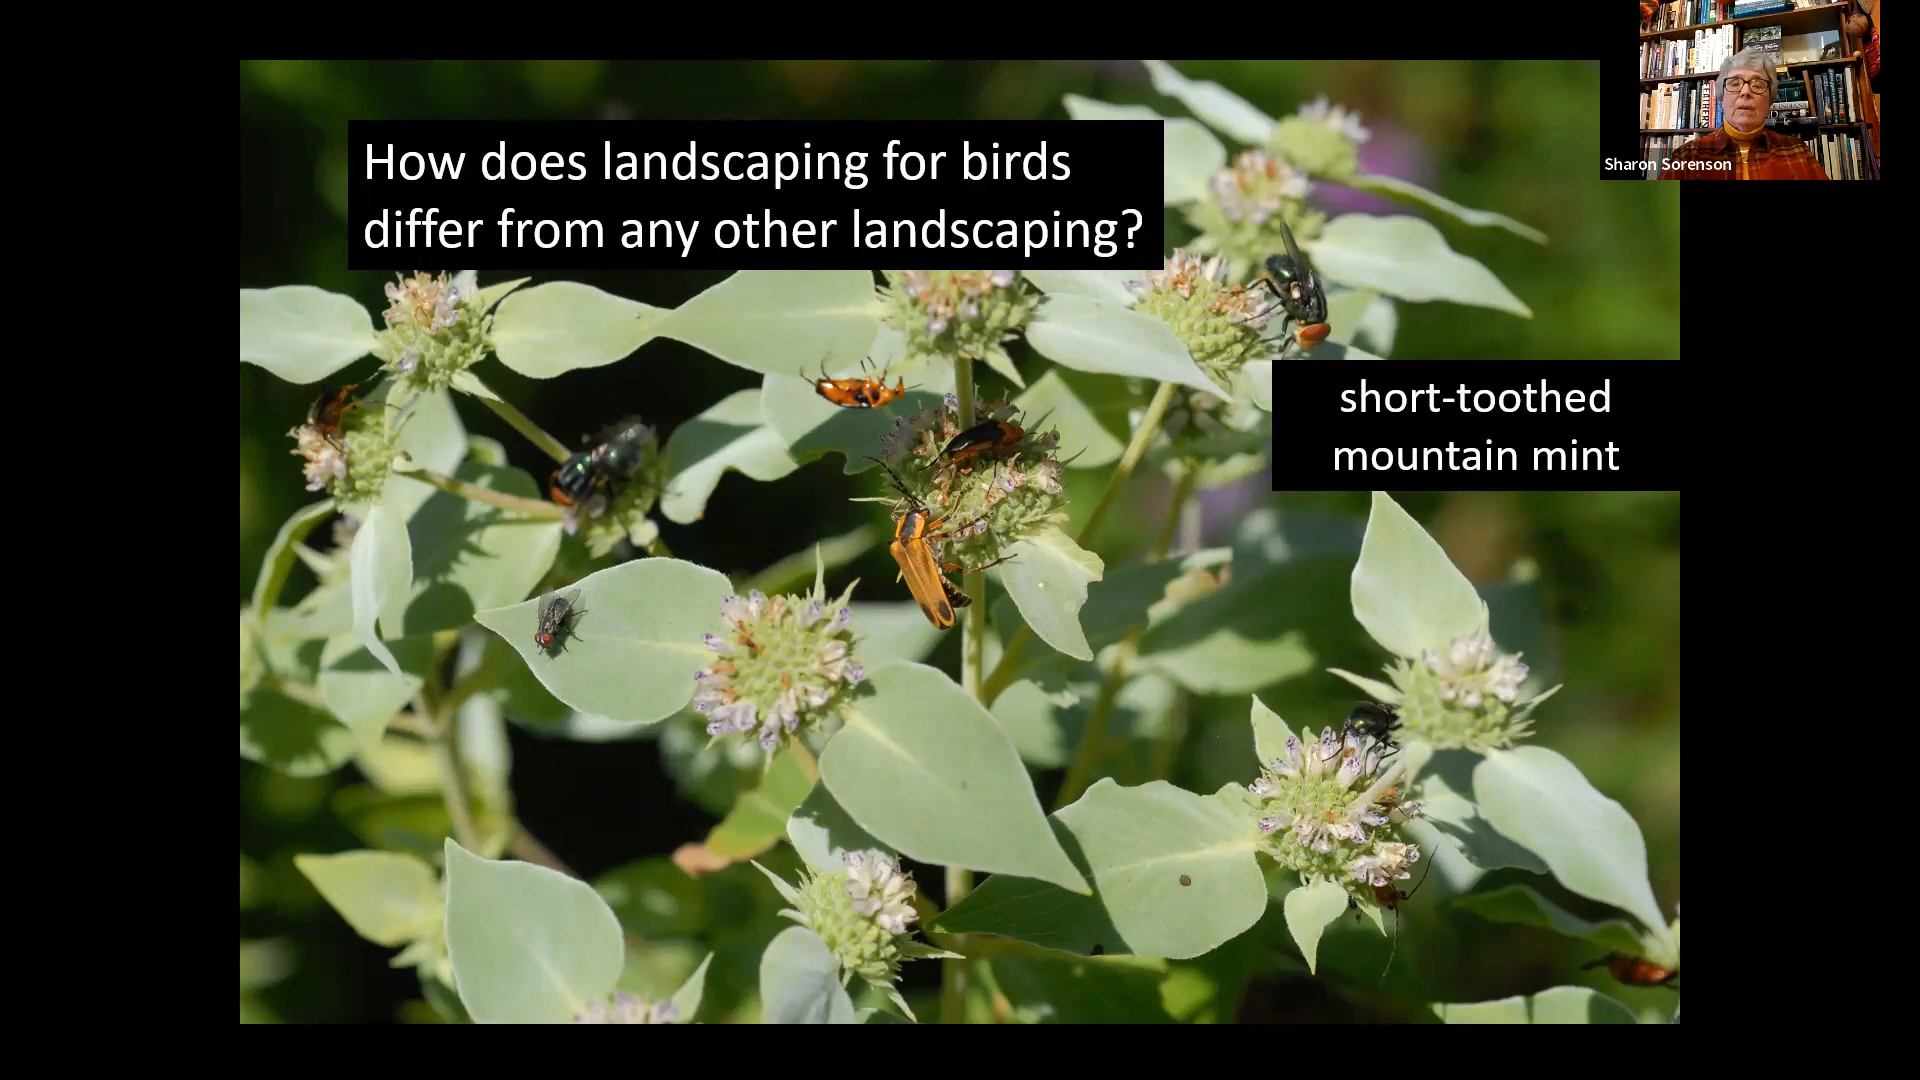 How does landscaping for birds
differ from any other landscaping?
Sharon Sorenson
short-toothed
mountain mint